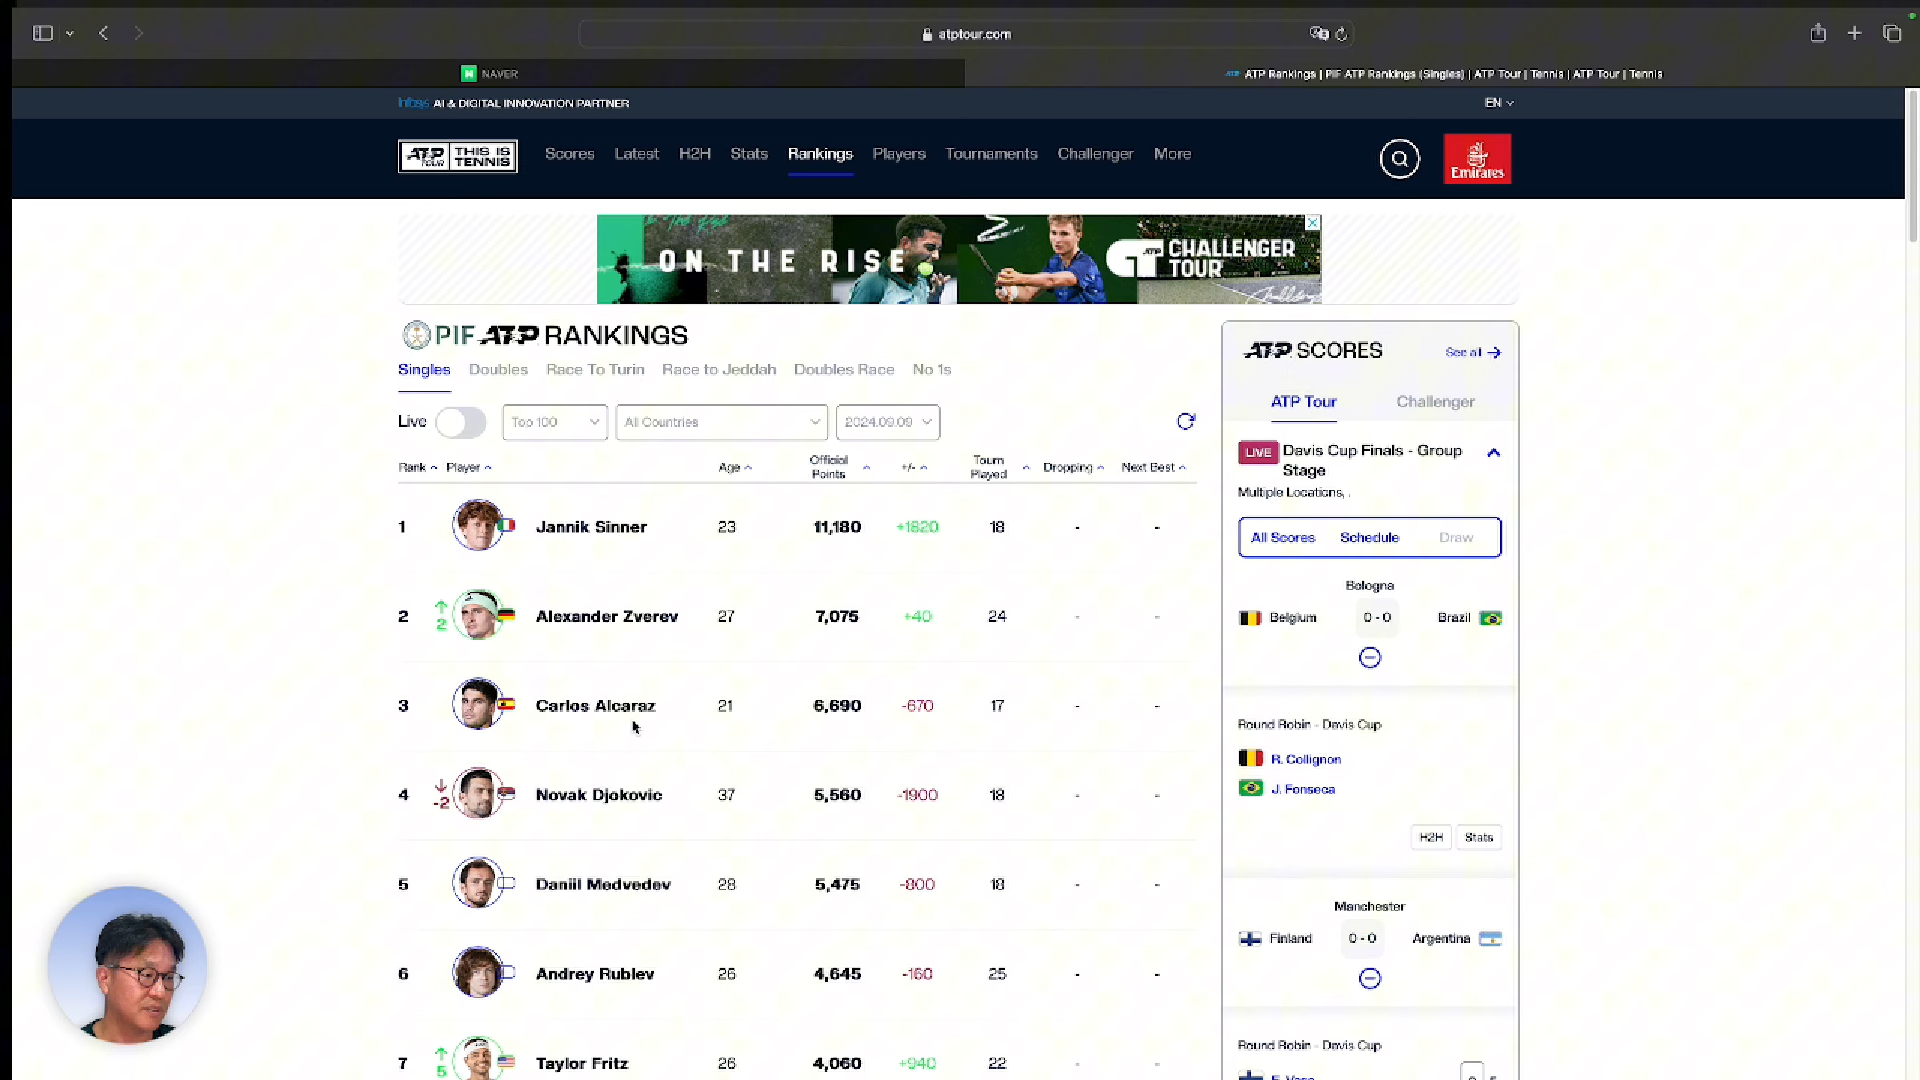 atptour.com
NAVER
ATP Rankings | PIF ATP Rankings (Singles) | ATP Tour | Tennis | ATP Tour | Tennis
Infosys AI & DIGITAL INNOVATION PARTNER
EN
ATP TOUR THIS IS TENNIS
Scores Latest H2H Stats Rankings Players Tournaments Challenger More
Emirates
ON THE RISE
ATP CHALLENGER TOUR
PIF ATP RANKINGS
Singles Doubles Race To Turin Race to Jeddah Doubles Race No 1s
Live Top 100 All Countries 2024.09.09
Rank Player Age Official Points +/- Tourn Played Dropping Next Best
1 Jannik Sinner 23 11,180 +1820 18 - -
2 2 Alexander Zverev 27 7,075 +40 24 - -
3 Carlos Alcaraz 21 6,690 -670 17 - -
4 -2 Novak Djokovic 37 5,560 -1900 18 - -
5 Daniil Medvedev 28 5,475 -800 18 - -
6 Andrey Rublev 26 4,645 -160 25 - -
7 5 Taylor Fritz 26 4,060 +940 22 - -
ATP SCORES
See all
ATP Tour Challenger
LIVE Davis Cup Finals - Group Stage
Multiple Locations, .
All Scores Schedule Draw
Bologna
Belgium 0 - 0 Brazil
Round Robin - Davis Cup
R. Collignon
J. Fonseca
H2H Stats
Manchester
Finland 0 - 0 Argentina
Round Robin - Davis Cup